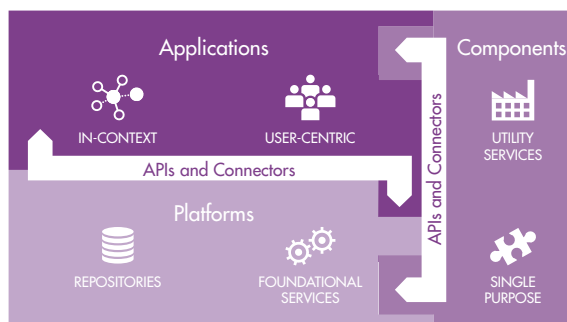 Applications
Components
IN-CONTEXT
USER-CENTRIC
UTILITY
SERVICES
APIs and Connectors
APIs and Connectors
Platforms
REPOSITORIES
FOUNDATIONAL
SERVICES
SINGLE
PURPOSE